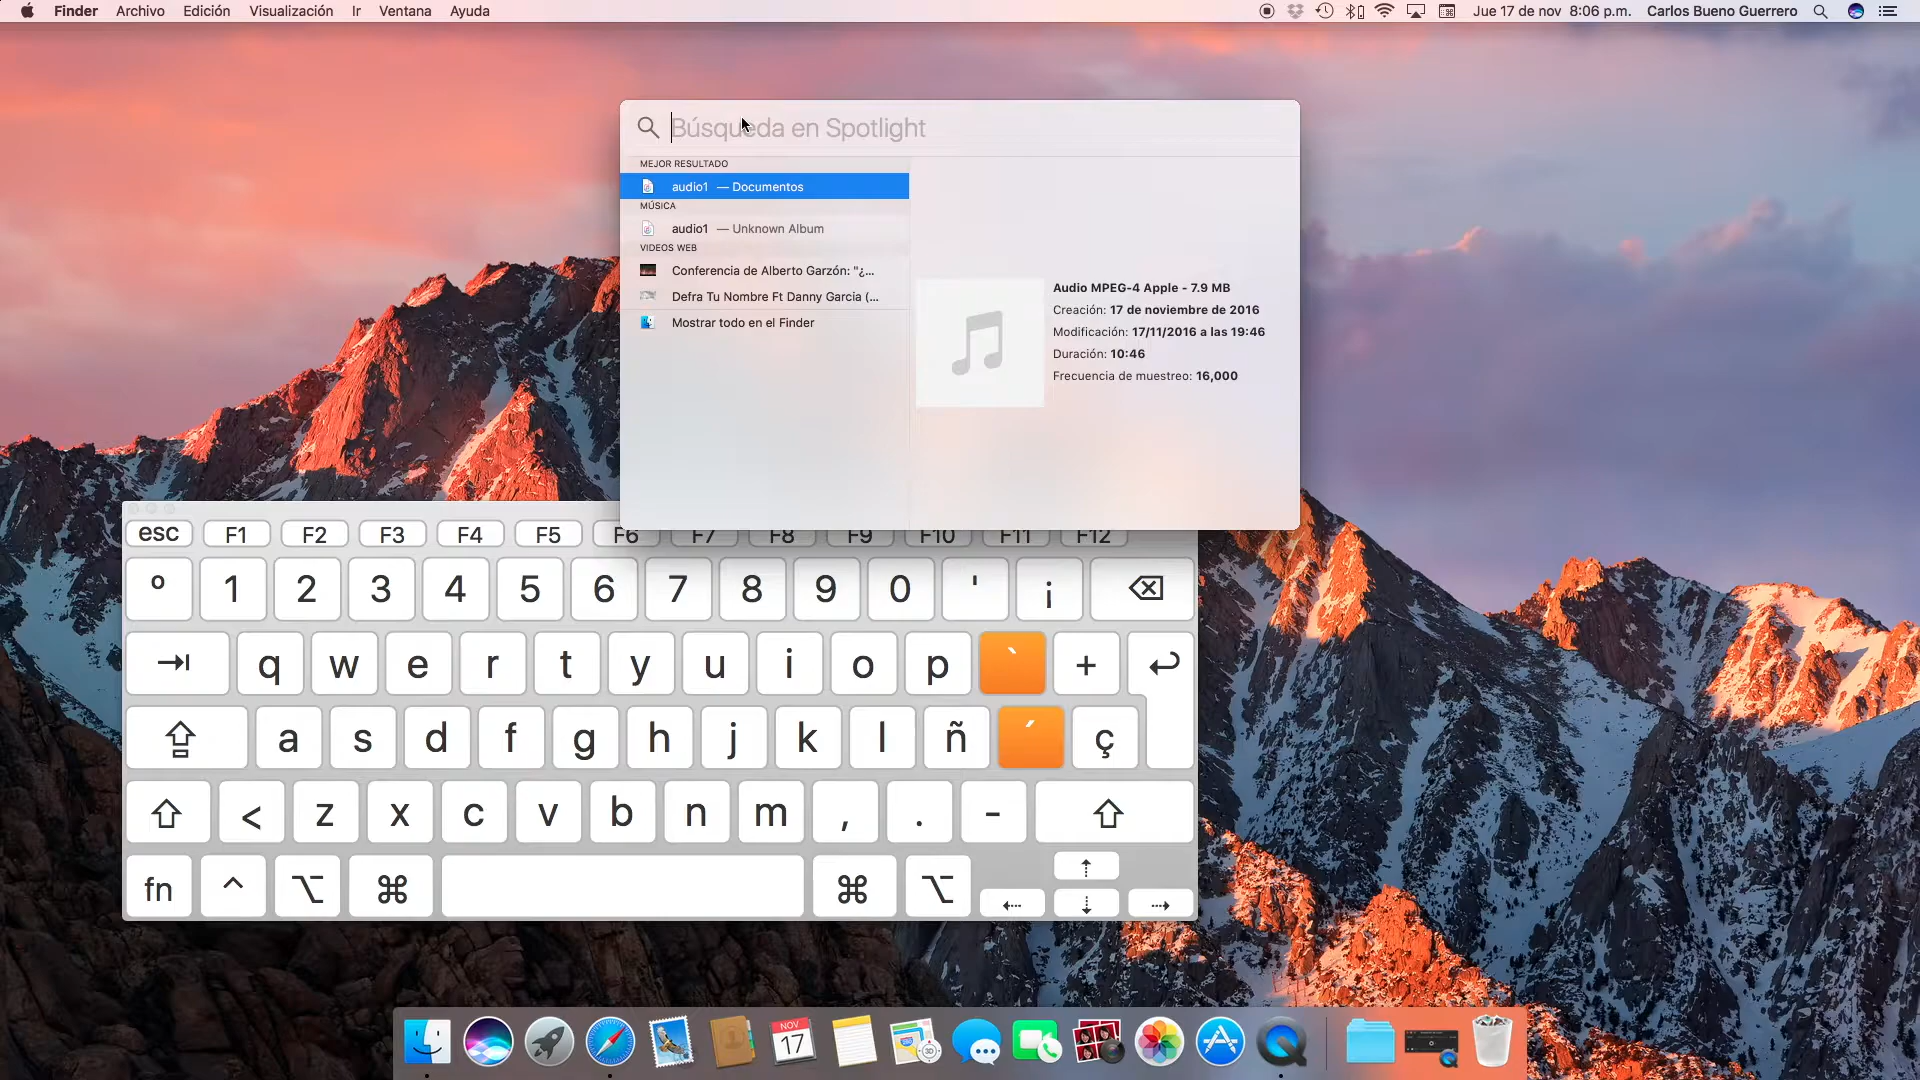 Finder Archivo Edición Visualización Ir Ventana Ayuda Jue 17 de nov 8:06 p.m. Carlos Bueno Guerrero
Búsqueda en Spotlight
MEJOR RESULTADO
audio1 — Documentos
MÚSICA
audio1 — Unknown Album
VIDEOS WEB
Conferencia de Alberto Garzón: "¿...
Defra Tu Nombre Ft Danny Garcia (...
Mostrar todo en el Finder
Audio MPEG-4 Apple - 7.9 MB
Creación: 17 de noviembre de 2016
Modificación: 17/11/2016 a las 19:46
Duración: 10:46
Frecuencia de muestreo: 16,000
esc F1 F2 F3 F4 F5 F6 F7 F8 F9 F10 F11 F12
º 1 2 3 4 5 6 7 8 9 0 ' ¡ ⌫
⇥ q w e r t y u i o p ` + ↩
⇪ a s d f g h j k l ñ ´ ç
⇧ < z x c v b n m , . - ⇧
fn ^ ⌥ ⌘ ⌘ ⌥ ⇠ ⇡ ⇣ ⇢
NOV
17
3D